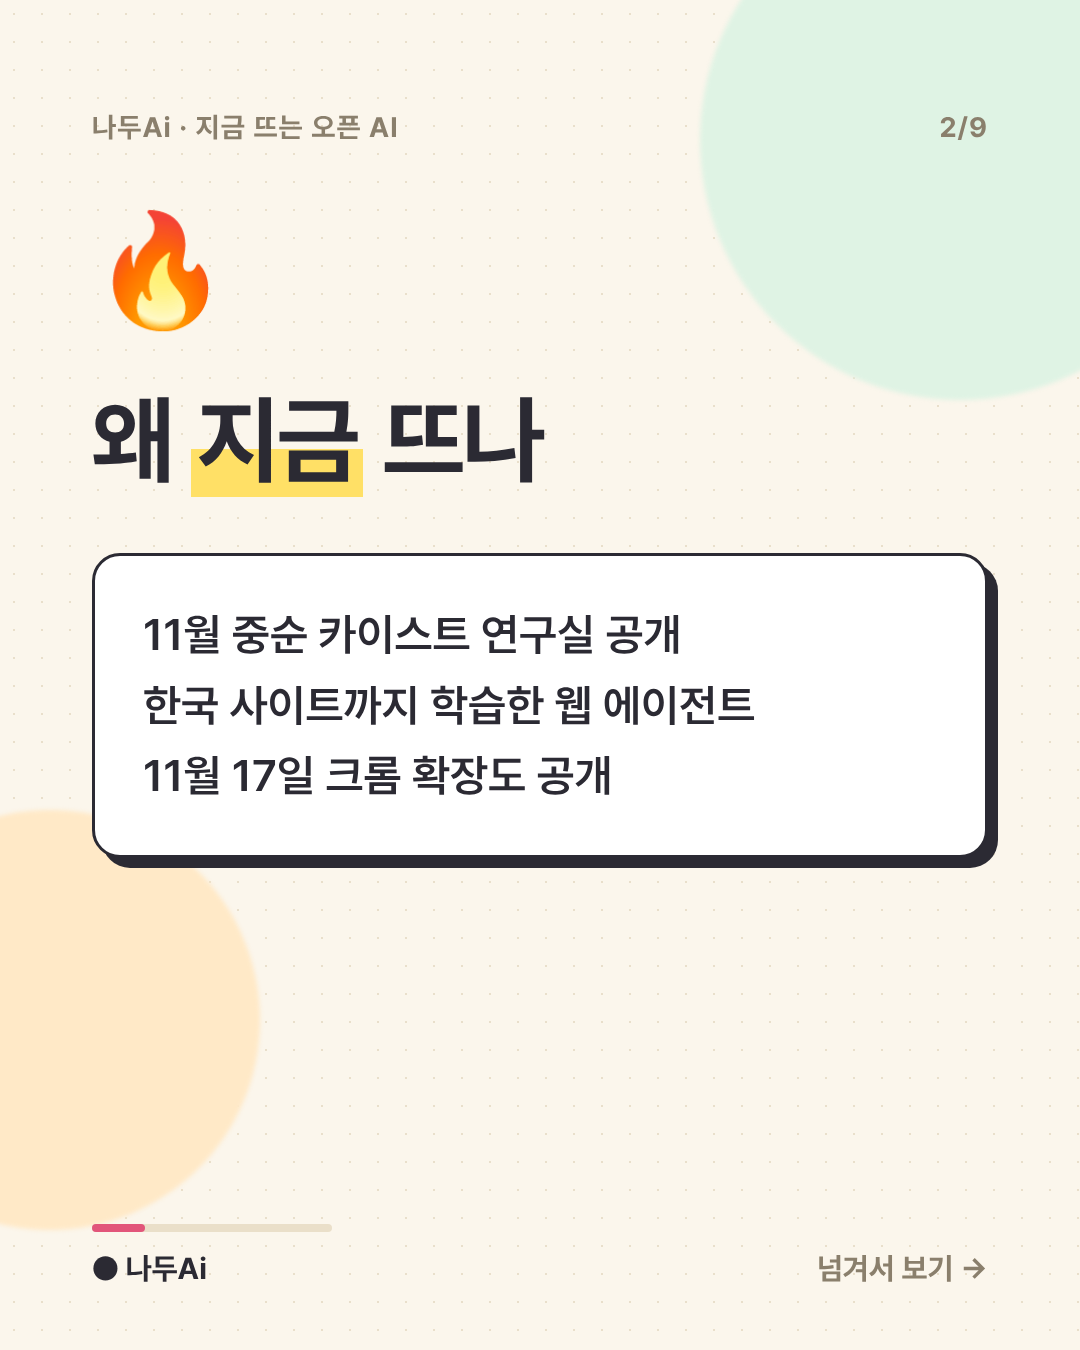 나두Ai · 지금 뜨는 오픈 AI
2/9
왜 지금 뜨나
11월 중순 카이스트 연구실 공개
한국 사이트까지 학습한 웹 에이전트
11월 17일 크롬 확장도 공개
나두Ai
넘겨서 보기 →